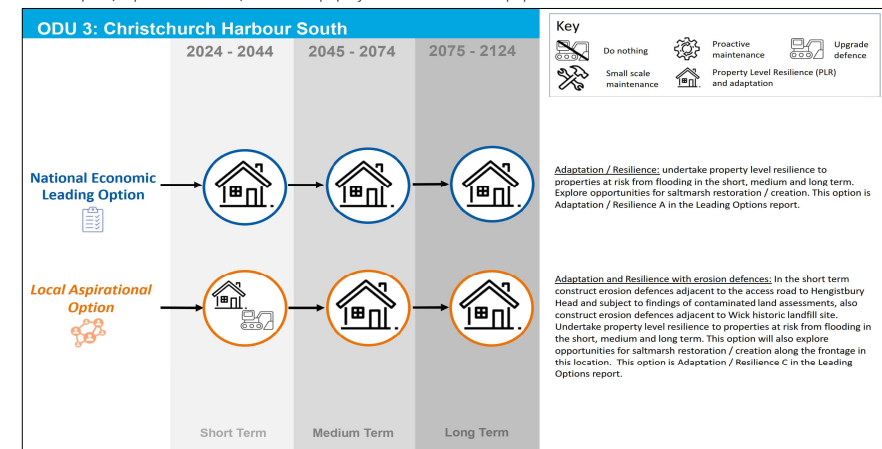 ODU 3: Christchurch Harbour South
2024 - 2044
2045 - 2074
2075 - 2124
Key
Do nothing
Proactive
maintenance
Upgrade
defence
Small scale
maintenance
Property Level Resilience (PLR)
and adaptation
National Economic
Leading Option
Adaptation / Resilience: undertake property level resilience to
properties at risk from flooding in the short, medium and long term.
Explore opportunities for saltmarsh restoration / creation. This option is
Adaptation / Resilience A in the Leading Options report.
Local Aspirational
Option
Adaptation and Resilience with erosion defences: In the short term
construct erosion defences adjacent to the access road to Hengistbury
Head and subject to findings of contaminated land assessments, also
construct erosion defences adjacent to Wick historic landfill site.
Undertake property level resilience to properties at risk from flooding in
the short, medium and long term. This option will also explore
opportunities for saltmarsh restoration / creation along the frontage in
this location. This option is Adaptation / Resilience C in the Leading
Options report.
Short Term
Medium Term
Long Term